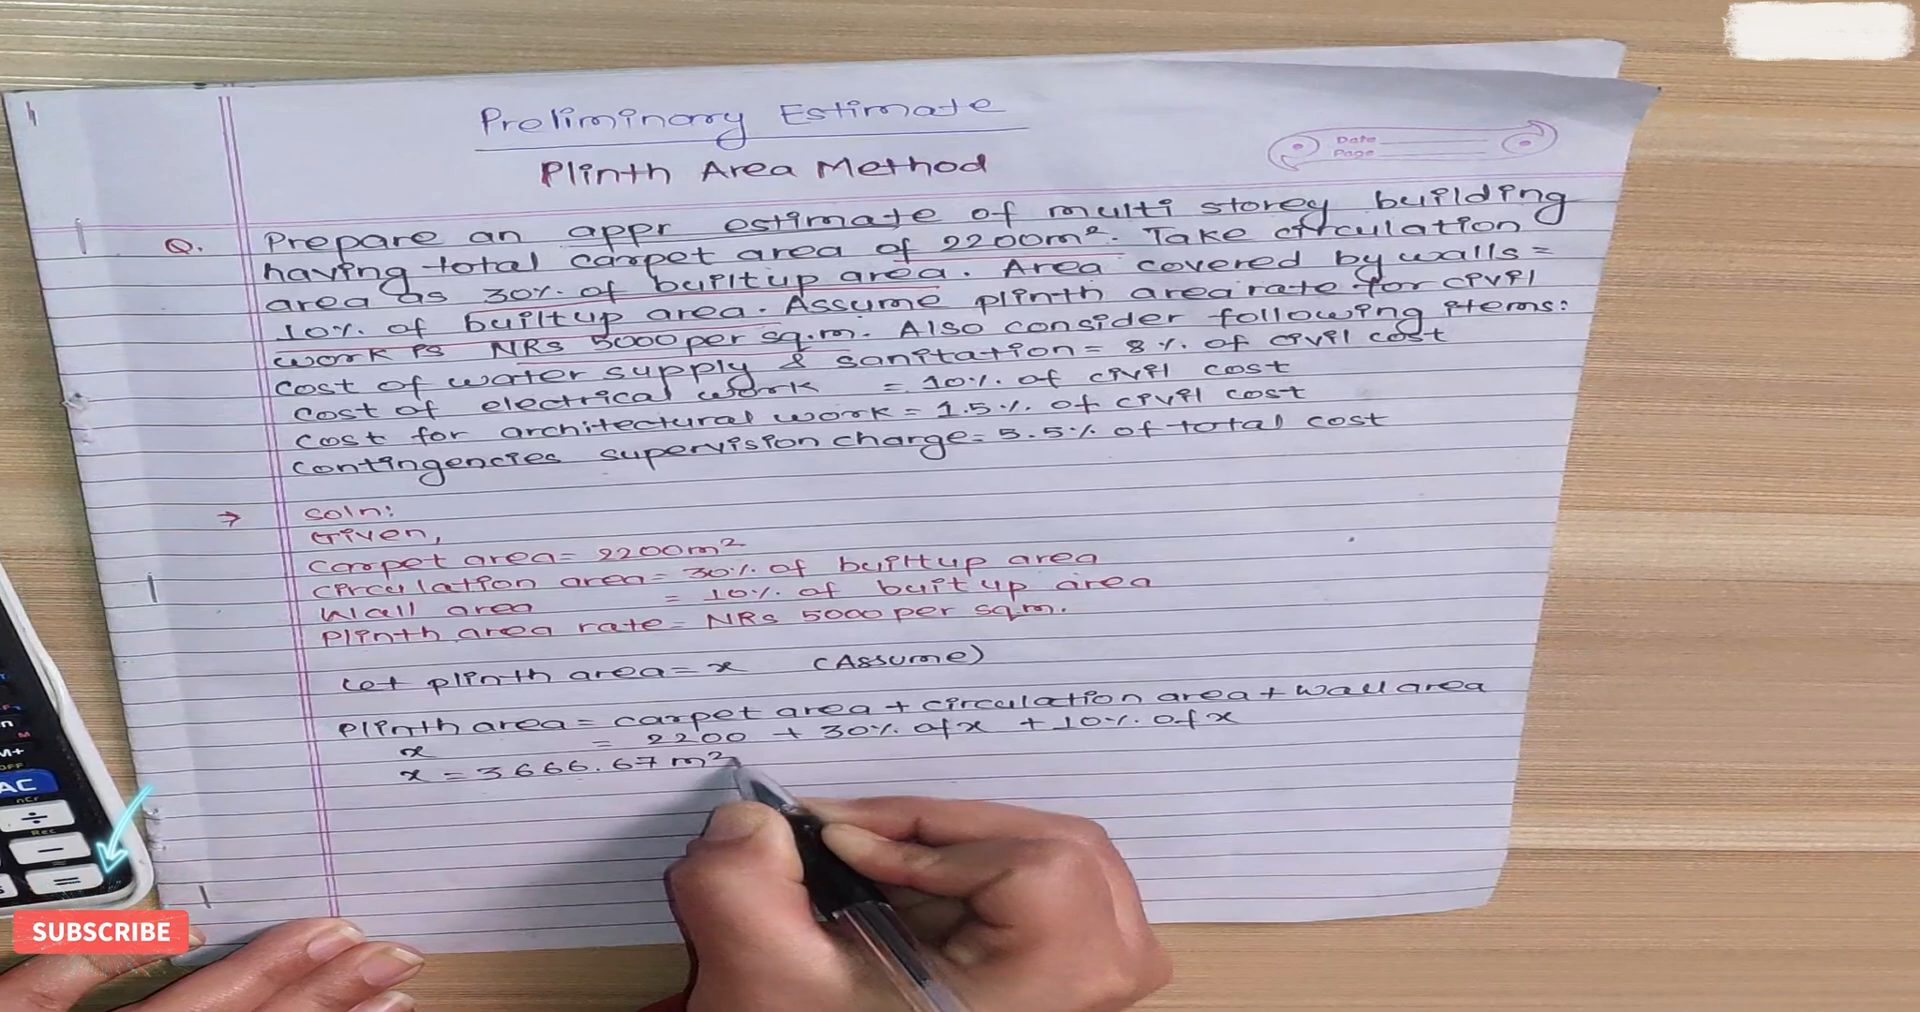 Preliminary Estimate
Plinth Area Method
Date
Page
Q. Prepare an appr estimate of multi storey building
having total carpet area of 2200m². Take circulation
area as 30% of builtup area. Area covered by walls =
10% of builtup area. Assume plinth area rate for civil
work is NRs 5000 per sq.m. Also consider following items:
cost of water supply & sanitation = 8% of civil cost
cost of electrical work = 10% of civil cost
cost for architectural work = 1.5% of civil cost
contingencies supervision charge = 5.5% of total cost
→ soln:
Given,
Carpet area = 2200m²
circulation area = 30% of builtup area
Wall area = 10% of buitup area
Plinth area rate = NRs 5000 per sq.m.
Let plinth area = x (Assume)
Plinth area = carpet area + circulation area + wall area
x = 2200 + 30% of x + 10% of x
x = 3666.67 m²
M+
AC
nCr
÷
Rec
−
=
SUBSCRIBE